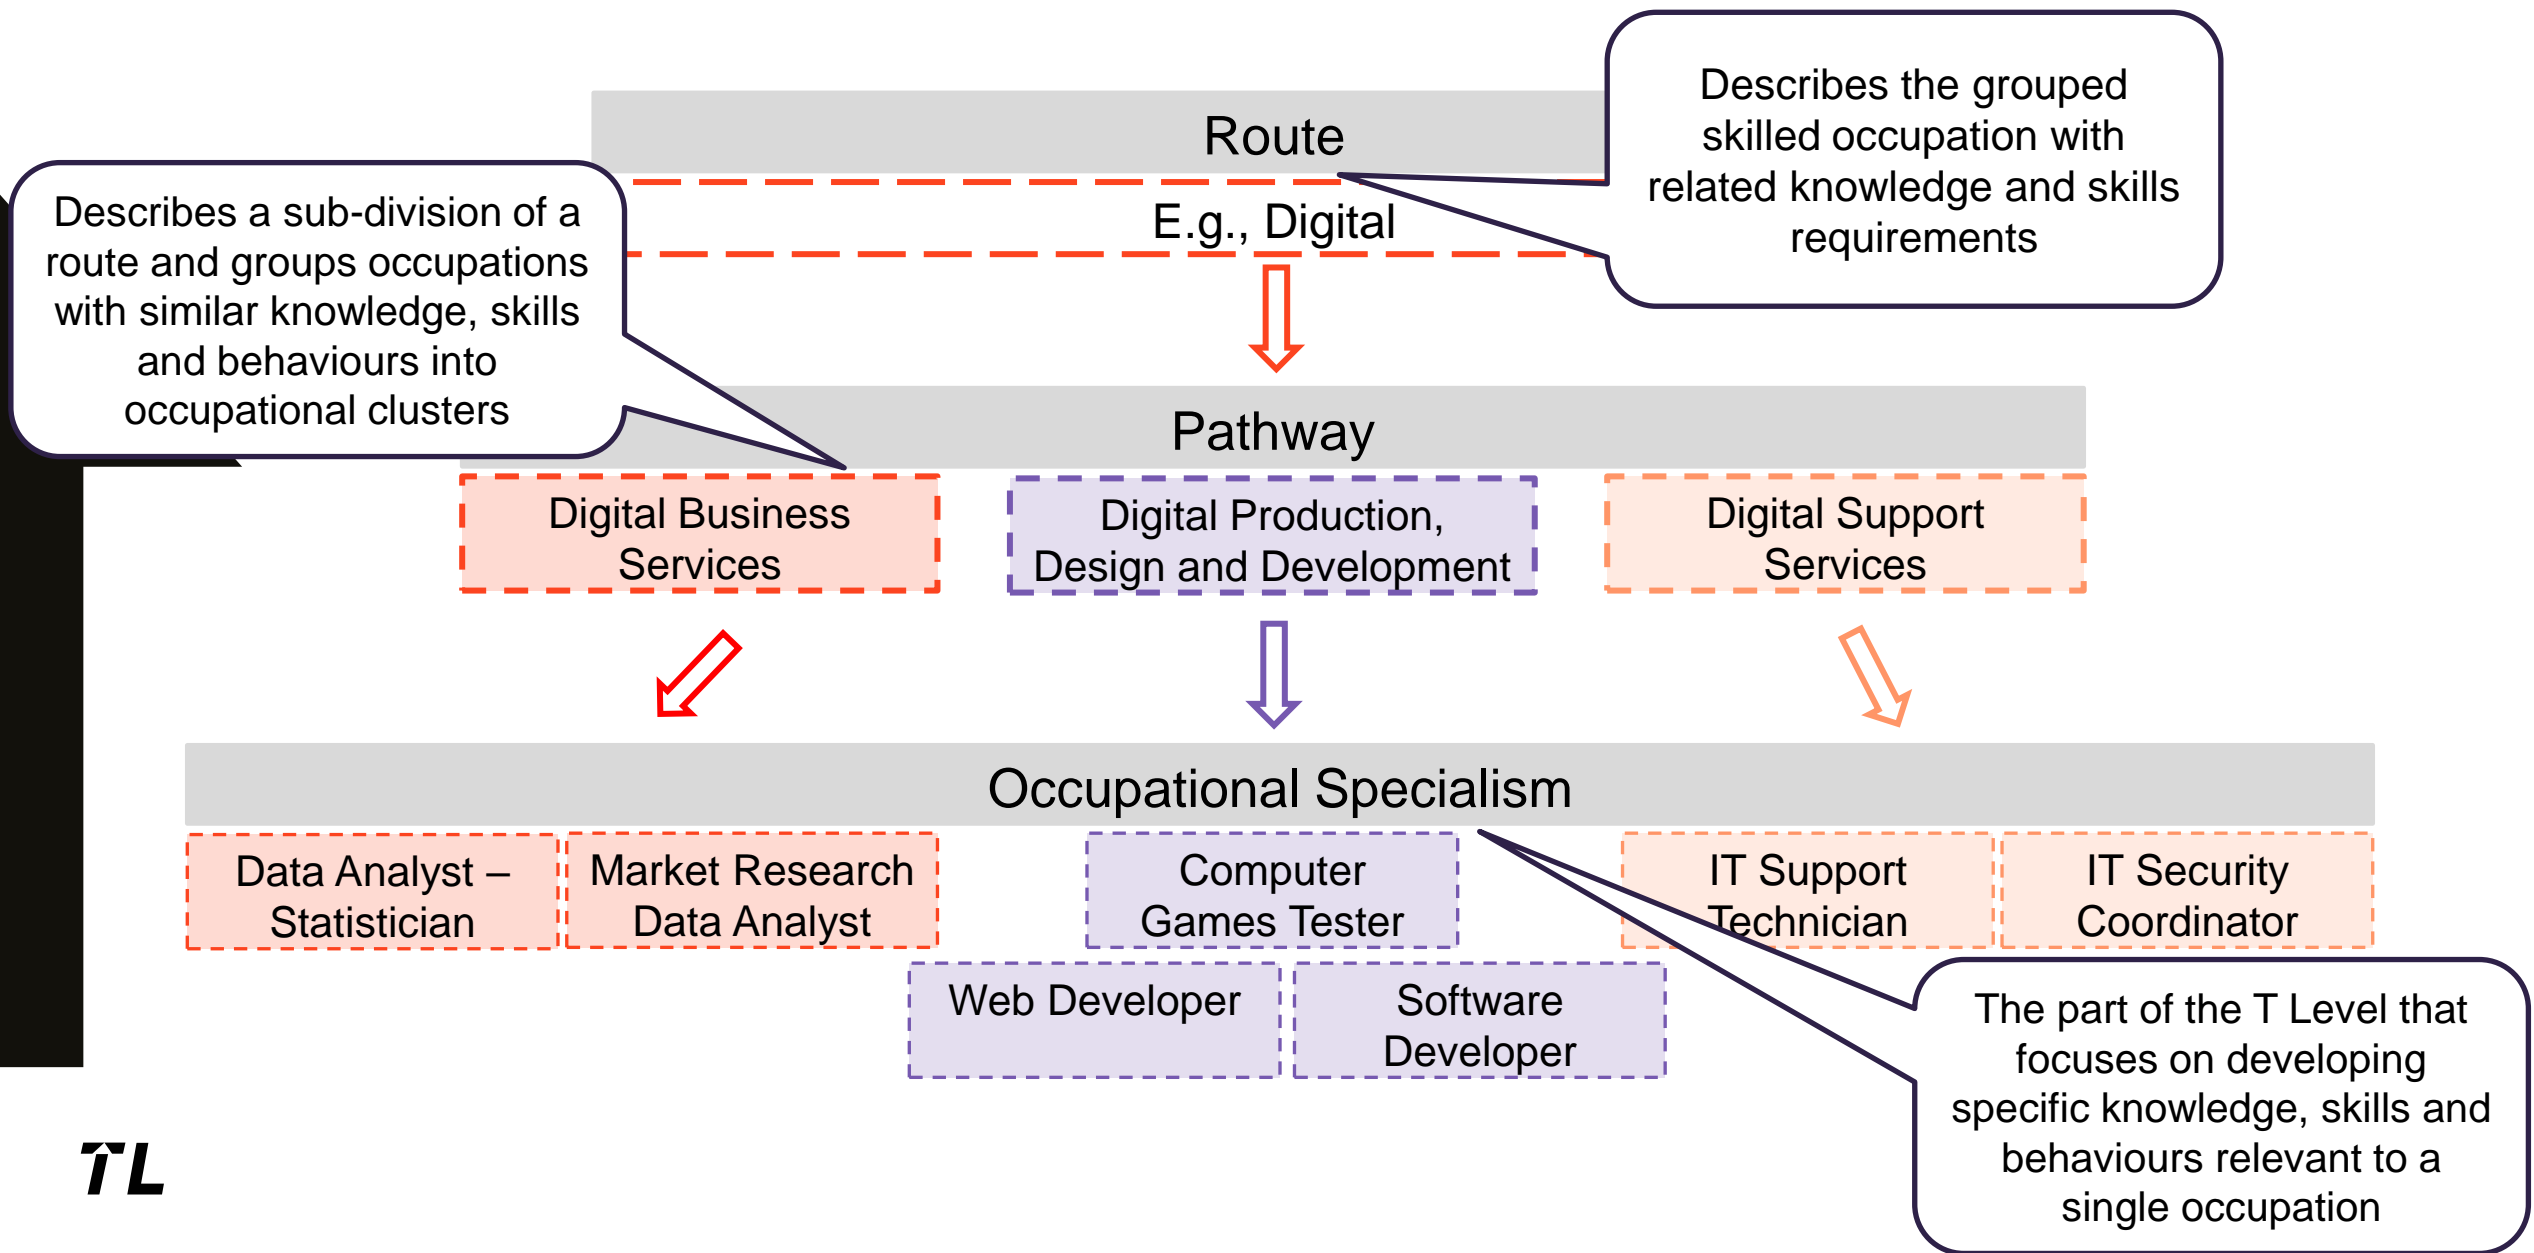 Describes the grouped
skilled occupation with
related knowledge and skills
requirements
Route
E.g., Digital
Describes a sub-division of a
route and groups occupations
with similar knowledge, skills
and behaviours into
occupational clusters
Pathway
Digital Business
Services
Digital Production,
Design and Development
Digital Support
Services
Occupational Specialism
Data Analyst –
Statistician
Market Research
Data Analyst
Computer
Games Tester
IT Support
Technician
IT Security
Coordinator
Web Developer
Software
Developer
The part of the T Level that
focuses on developing
specific knowledge, skills and
behaviours relevant to a
single occupation
TL